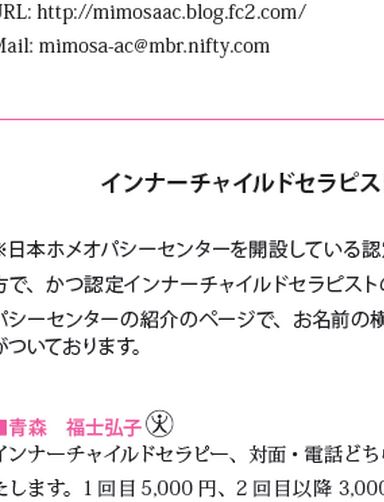 URL: http://mimosaac.blog.fc2.com/
Mail: mimosa-ac@mbr.nifty.com
インナーチャイルドセラピス
※日本ホメオパシーセンターを開設している認定
方で、かつ認定インナーチャイルドセラピストの
パシーセンターの紹介のページで、お名前の横
がついております。
■青森　福士弘子
インナーチャイルドセラピー、対面・電話どちら
たします。1回目5,000円、2回目以降3,000